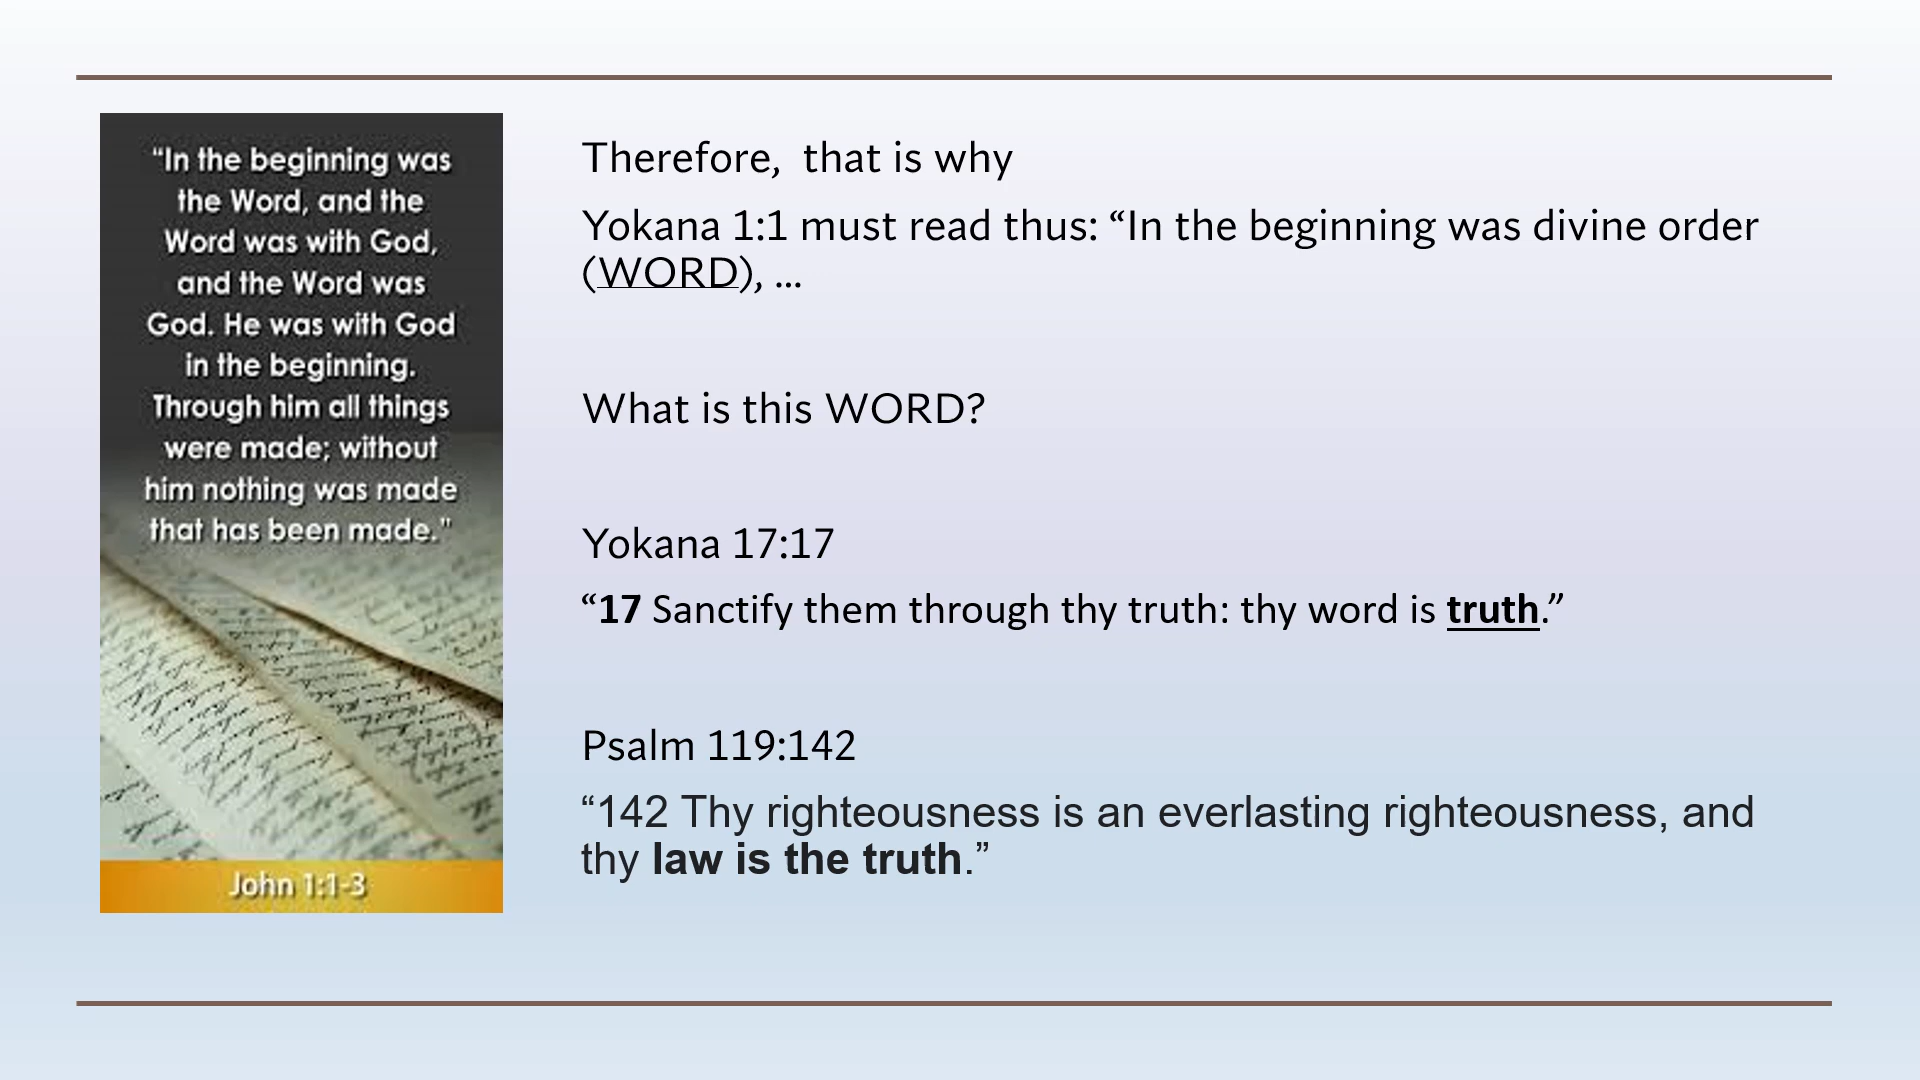 “In the beginning was
the Word, and the
Word was with God,
and the Word was
God. He was with God
in the beginning.
Through him all things
were made; without
him nothing was made
that has been made."
John 1:1-3
Therefore,  that is why
Yokana 1:1 must read thus: “In the beginning was divine order
(WORD), ...
What is this WORD?
Yokana 17:17
“17 Sanctify them through thy truth: thy word is truth.”
Psalm 119:142
“142 Thy righteousness is an everlasting righteousness, and
thy law is the truth.”